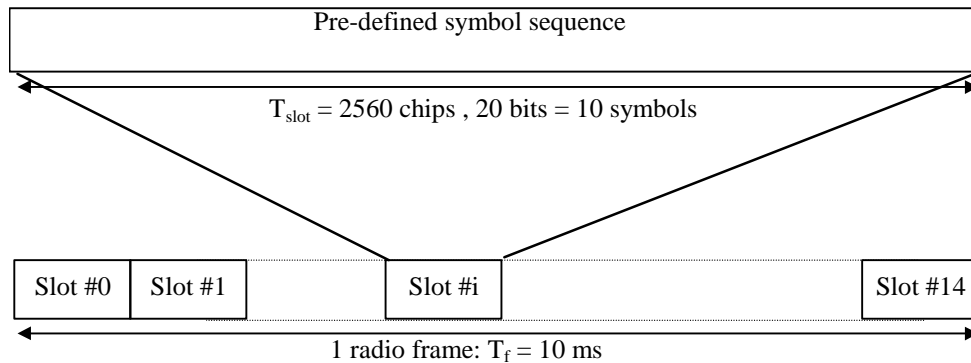 Pre-defined symbol sequence
T_slot = 2560 chips , 20 bits = 10 symbols
Slot #0 Slot #1 Slot #i Slot #14
1 radio frame: T_f = 10 ms